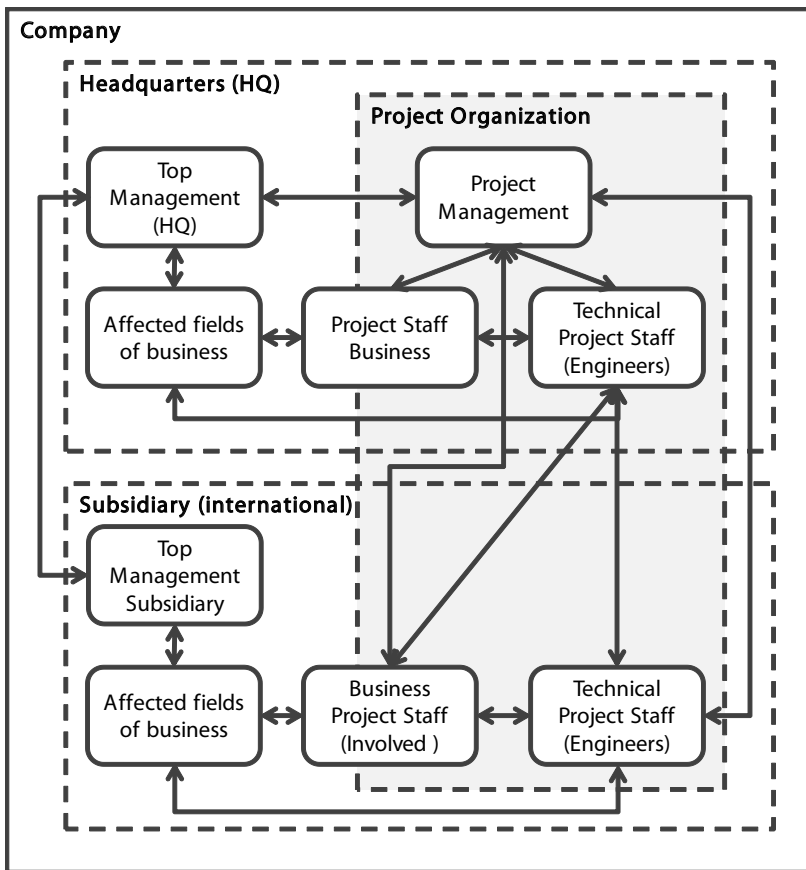 Company
Headquarters (HQ)
Project Organization
Top
Management
(HQ)
Project
Management
Affected fields
of business
Project Staff
Business
Technical
Project Staff
(Engineers)
Subsidiary (international)
Top
Management
Subsidiary
Affected fields
of business
Business
Project Staff
(Involved )
Technical
Project Staff
(Engineers)